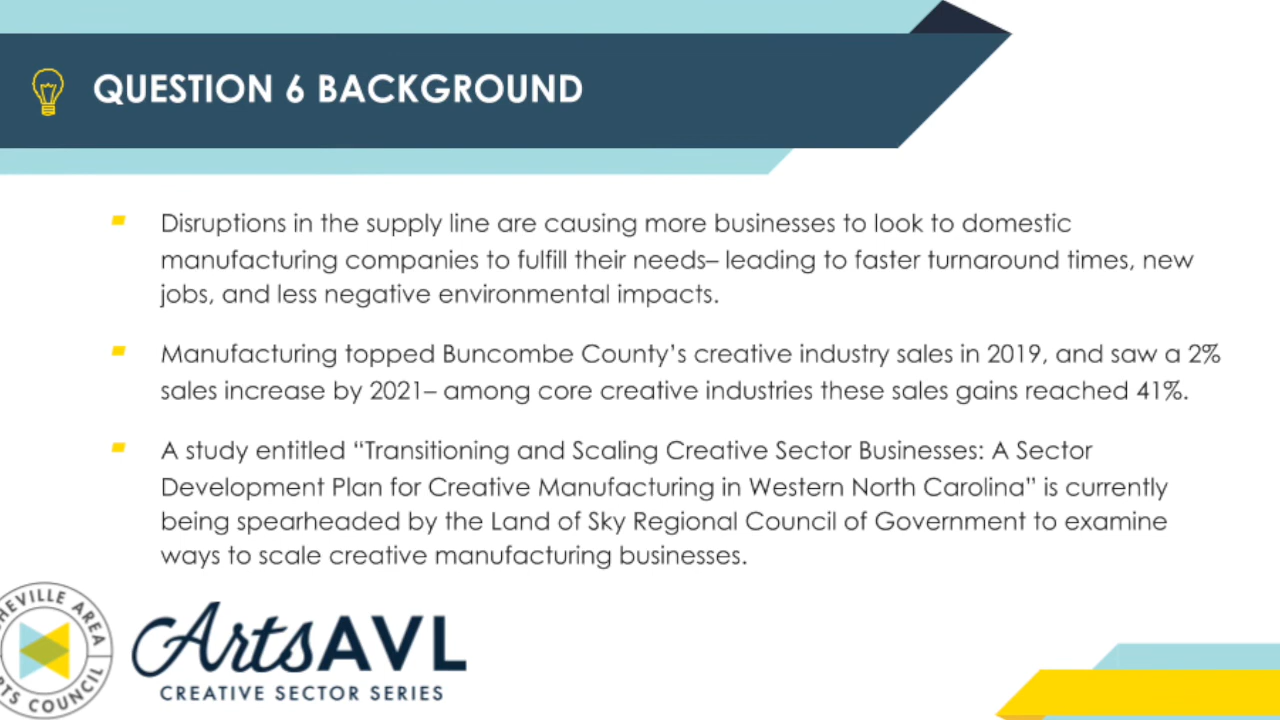 QUESTION 6 BACKGROUND
Disruptions in the supply line are causing more businesses to look to domestic
manufacturing companies to fulfill their needs– leading to faster turnaround times, new
jobs, and less negative environmental impacts.
Manufacturing topped Buncombe County's creative industry sales in 2019, and saw a 2%
sales increase by 2021– among core creative industries these sales gains reached 41%.
A study entitled “Transitioning and Scaling Creative Sector Businesses: A Sector
Development Plan for Creative Manufacturing in Western North Carolina” is currently
being spearheaded by the Land of Sky Regional Council of Government to examine
ways to scale creative manufacturing businesses.
HEVILLE AREA
RTS COUNCIL
ArtsAVL
CREATIVE SECTOR SERIES